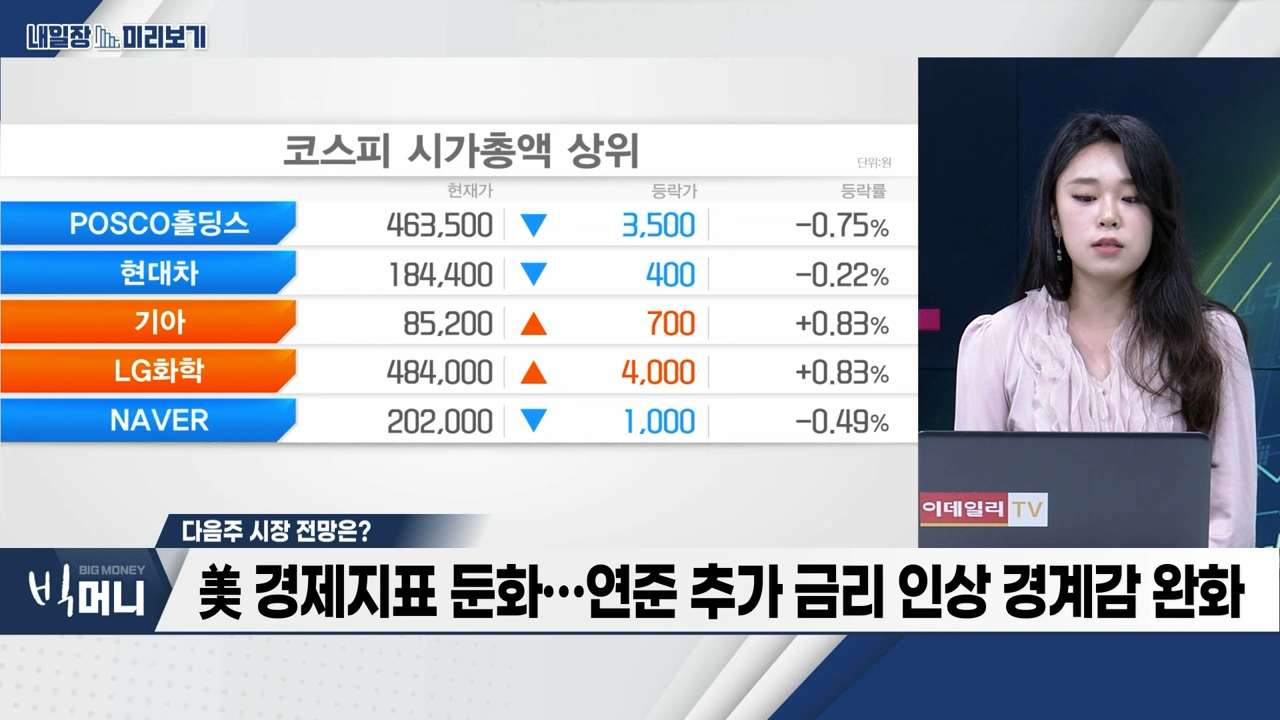 내일장 미리보기
코스피 시가총액 상위
단위:원
현재가 등락가 등락률
POSCO홀딩스 463,500 ▼ 3,500 -0.75%
현대차 184,400 ▼ 400 -0.22%
기아 85,200 ▲ 700 +0.83%
LG화학 484,000 ▲ 4,000 +0.83%
NAVER 202,000 ▼ 1,000 -0.49%
이데일리 TV
다음주 시장 전망은?
BIG MONEY
빅머니
美 경제지표 둔화…연준 추가 금리 인상 경계감 완화